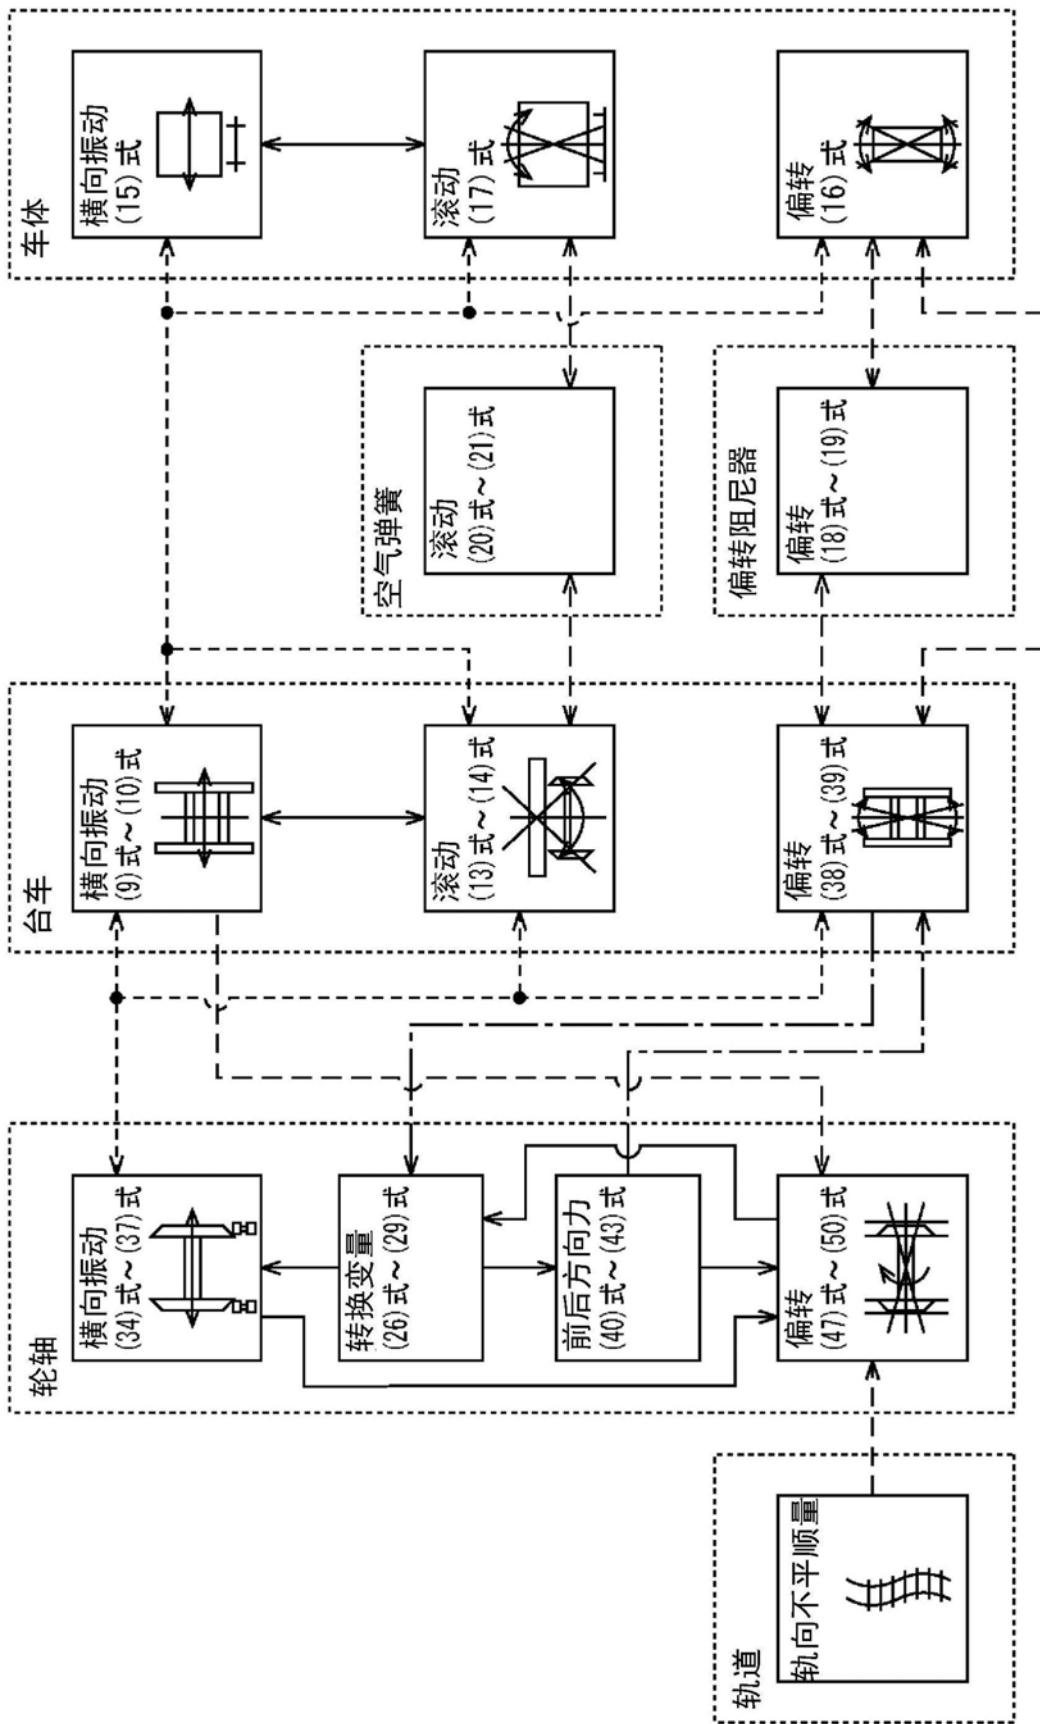 车体
横向振动
(15)式
滚动
(17)式
偏转
(16)式
空气弹簧
滚动
(20)式~(21)式
偏转阻尼器
偏转
(18)式~(19)式
台车
横向振动
(9)式~(10)式
滚动
(13)式~(14)式
偏转
(38)式~(39)式
轮轴
横向振动
(34)式~(37)式
转换变量
(26)式~(29)式
前后方向力
(40)式~(43)式
偏转
(47)式~(50)式
轨道
轨向不平顺量